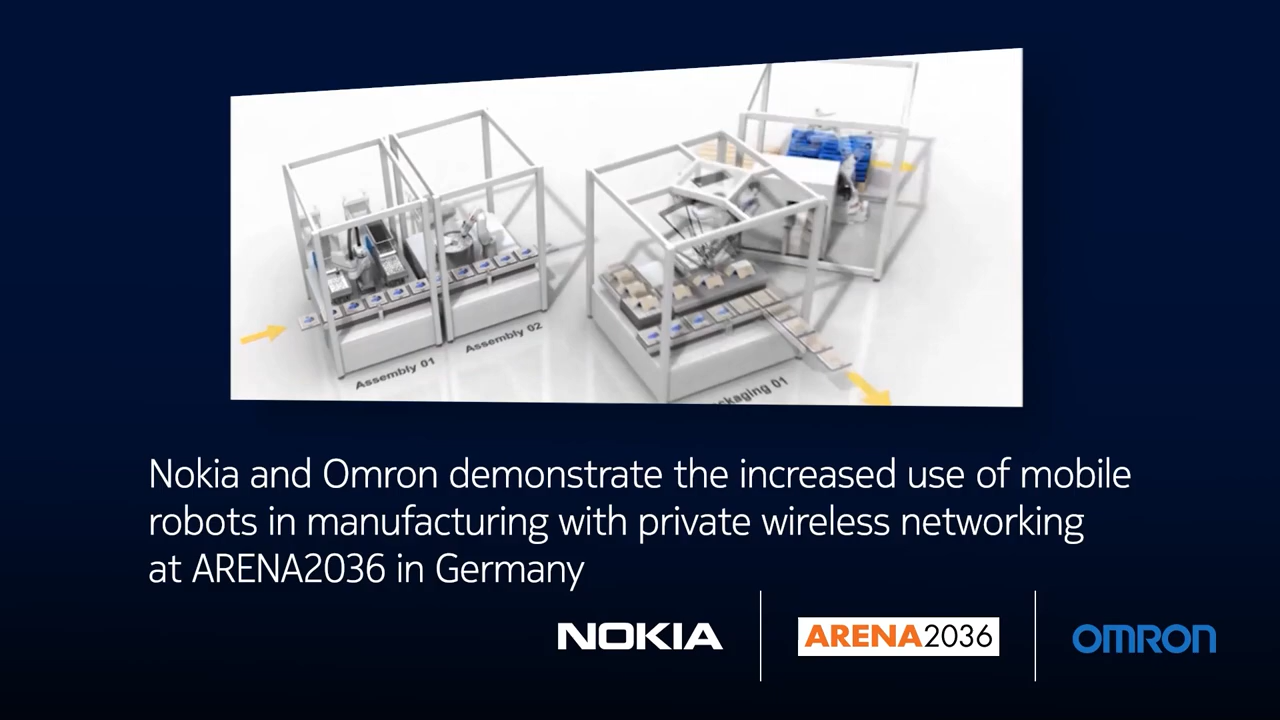 Assembly 01
Assembly 02
ckaging 01
Nokia and Omron demonstrate the increased use of mobile
robots in manufacturing with private wireless networking
at ARENA2036 in Germany
NOKIA
ARENA2036
OMRON